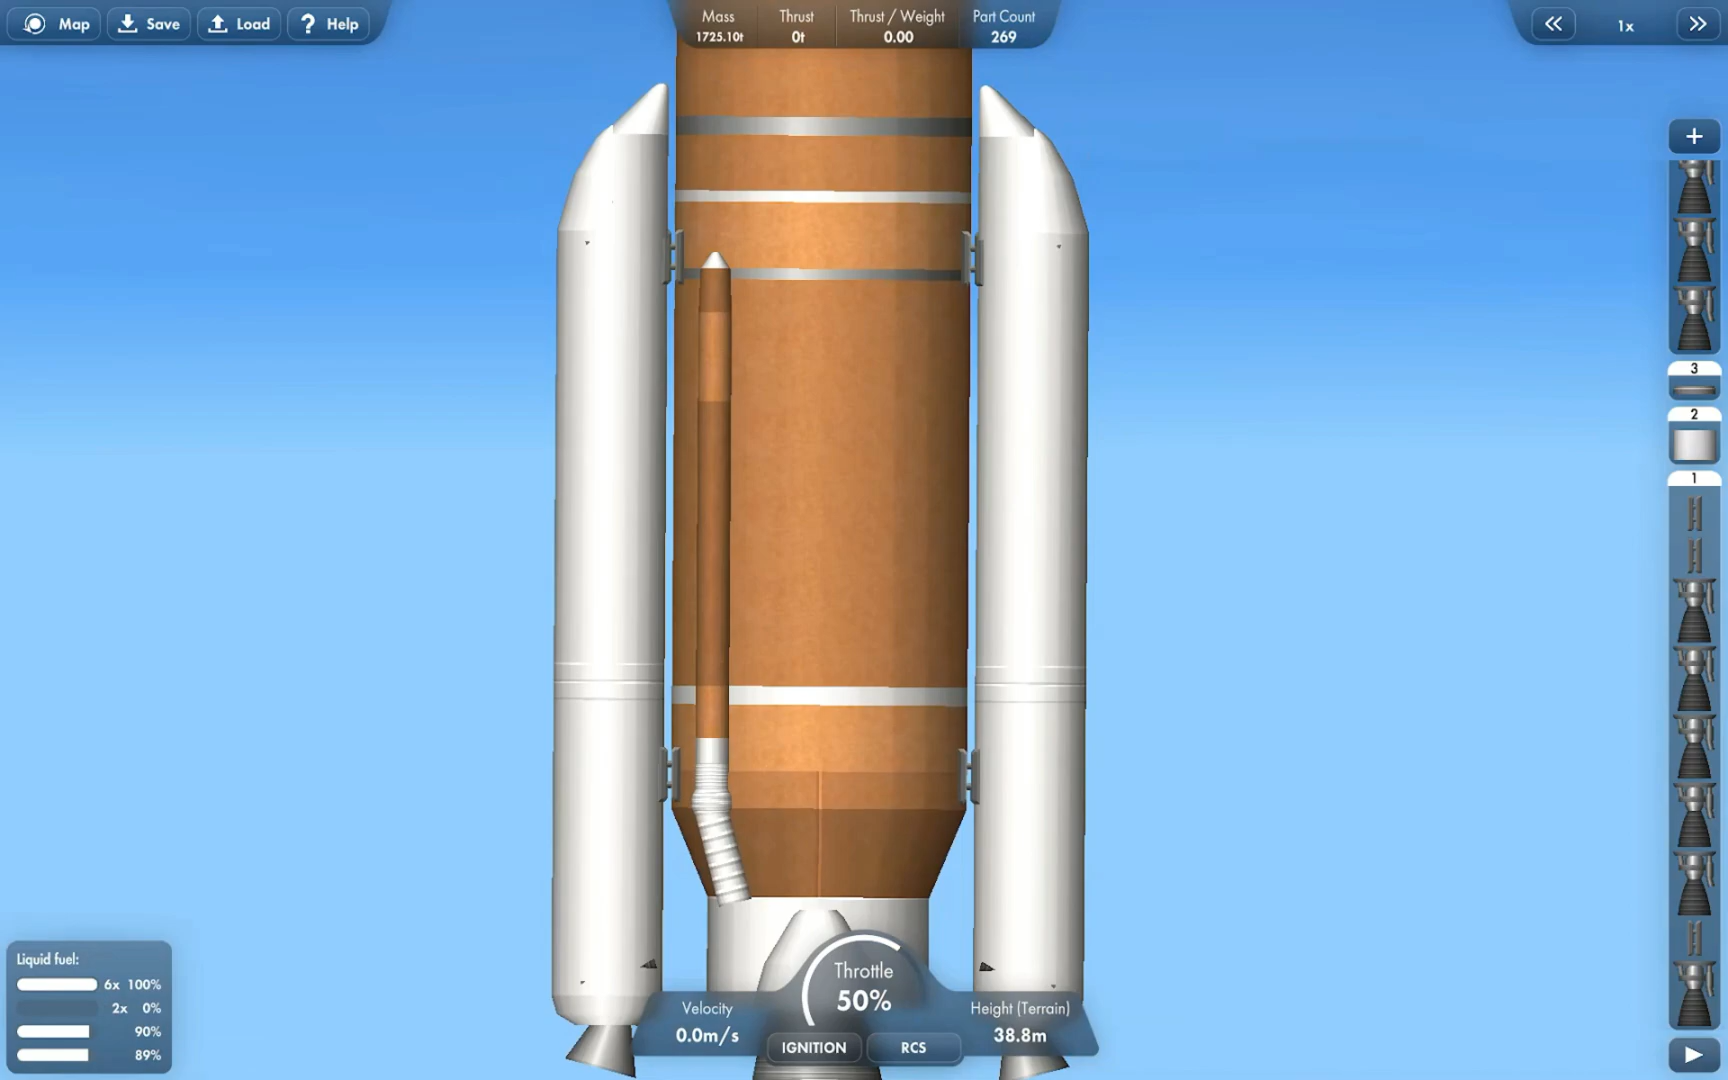 Map
Save
Load
? Help
Mass
1725.10t
Thrust
0t
Thrust / Weight
0.00
Part Count
269
1x
3
2
1
Liquid fuel:
6x 100%
2x 0%
90%
89%
Throttle
50%
Velocity
0.0m/s
Height (Terrain)
38.8m
IGNITION
RCS